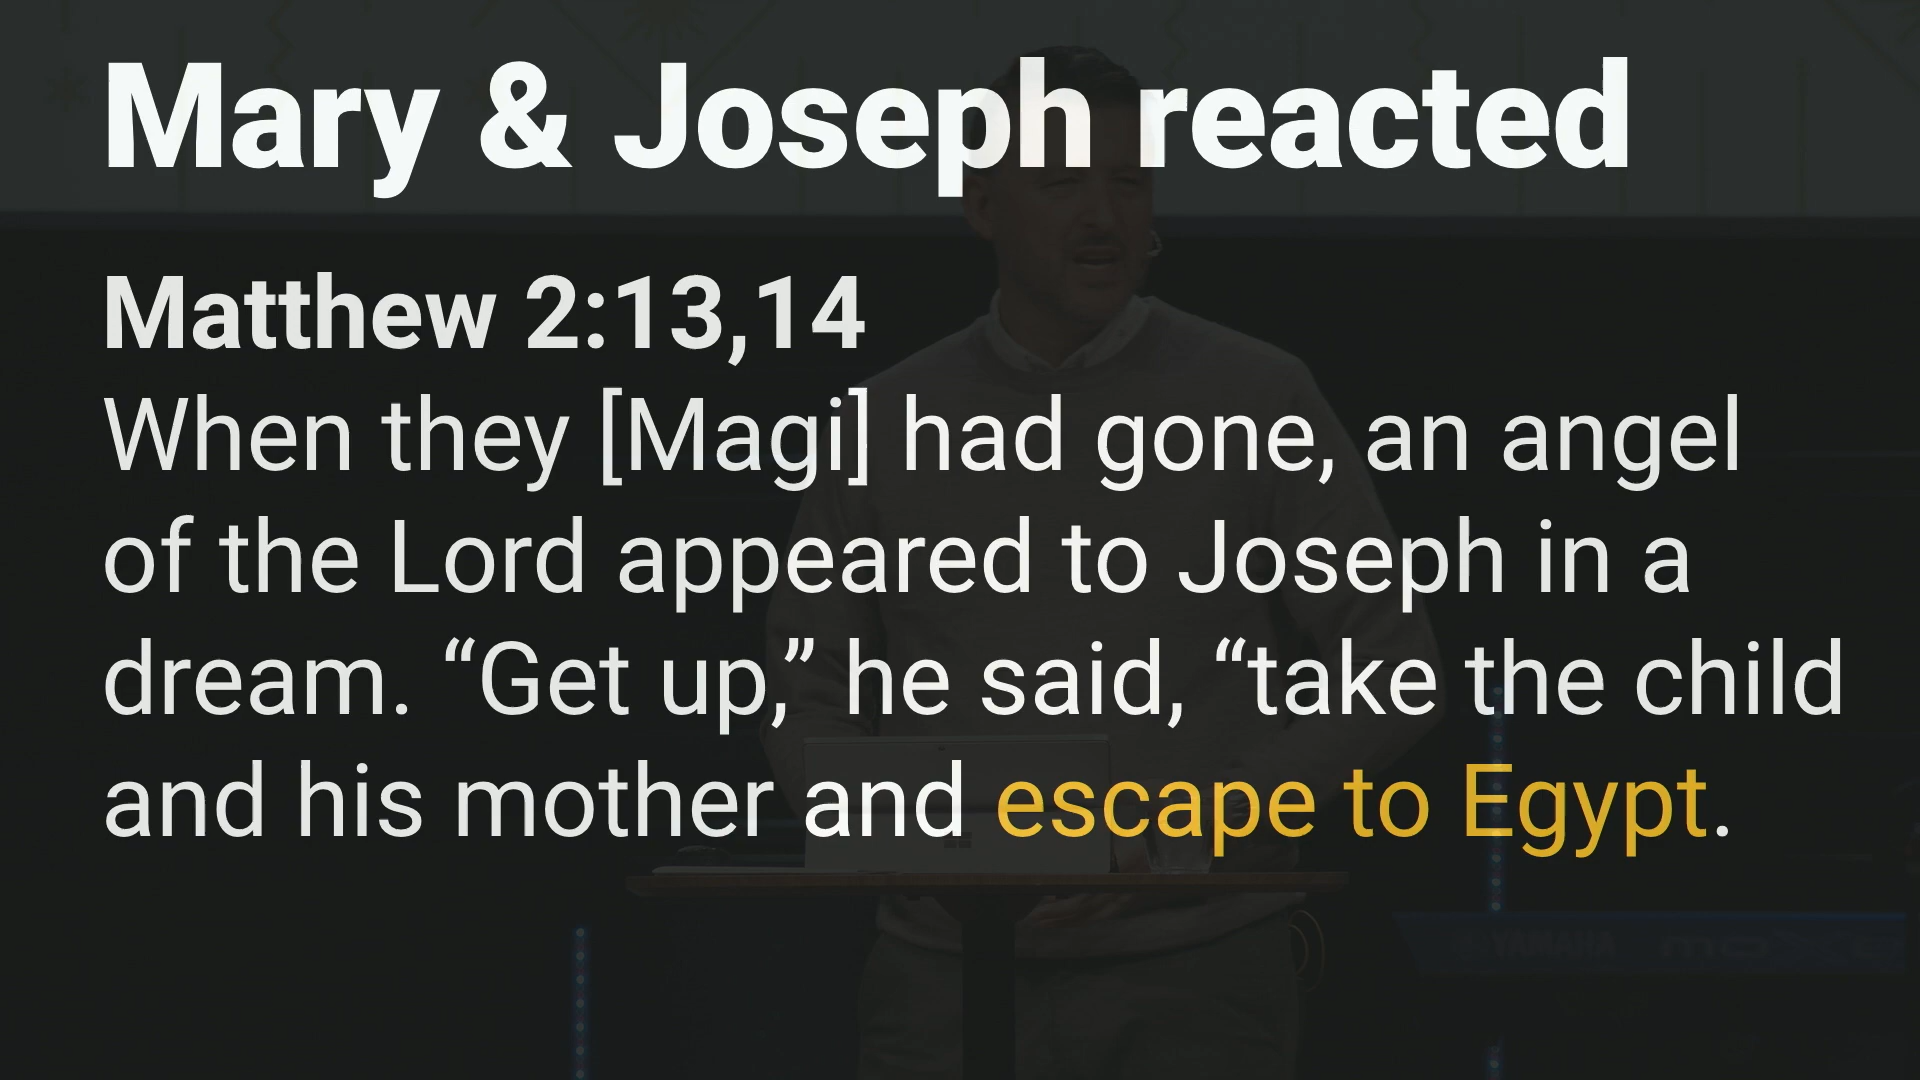 Mary & Joseph reacted
Matthew 2:13,14
When they [Magi] had gone, an angel
of the Lord appeared to Joseph in a
dream. “Get up,” he said, “take the child
and his mother and escape to Egypt.
YAMAHA